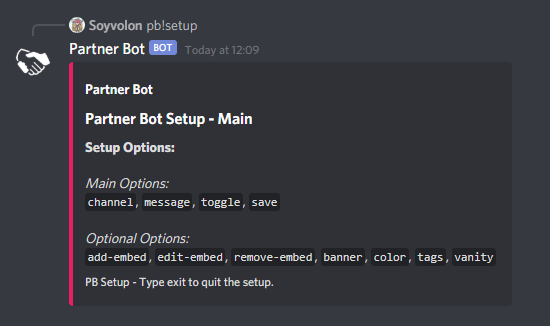 Soyvolon pb!setup
Partner Bot BOT Today at 12:09
Partner Bot
Partner Bot Setup - Main
Setup Options:
Main Options:
channel, message, toggle, save
Optional Options:
add-embed, edit-embed, remove-embed, banner, color, tags, vanity
PB Setup - Type exit to quit the setup.